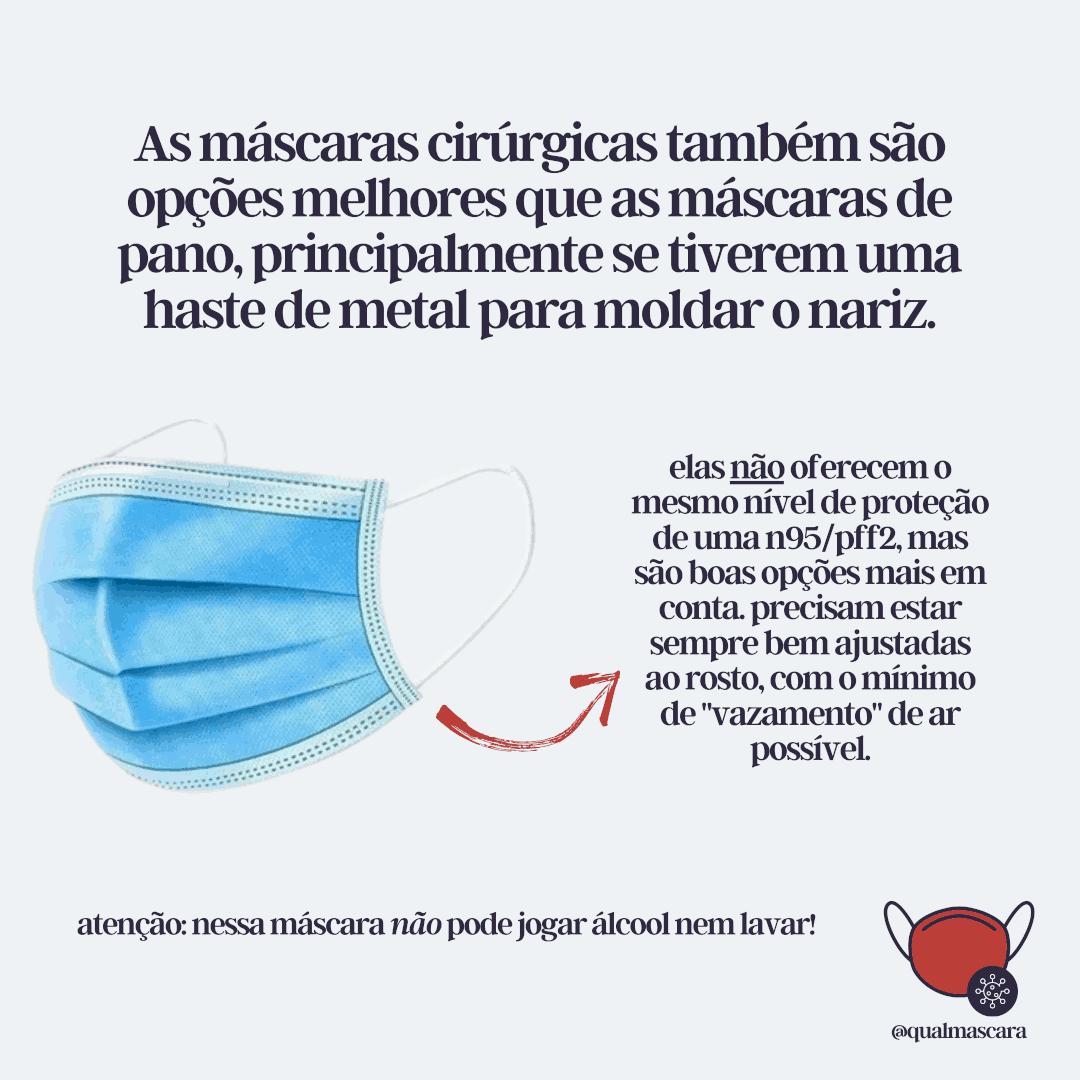 As máscaras cirúrgicas também são
opções melhores que as máscaras de
pano, principalmente se tiverem uma
haste de metal para moldar o nariz.
elas não oferecem o
mesmo nível de proteção
de uma n95/pff2, mas
são boas opções mais em
conta. precisam estar
sempre bem ajustadas
ao rosto, com o mínimo
de "vazamento" de ar
possível.
atenção: nessa máscara não pode jogar álcool nem lavar!
@qualmascara